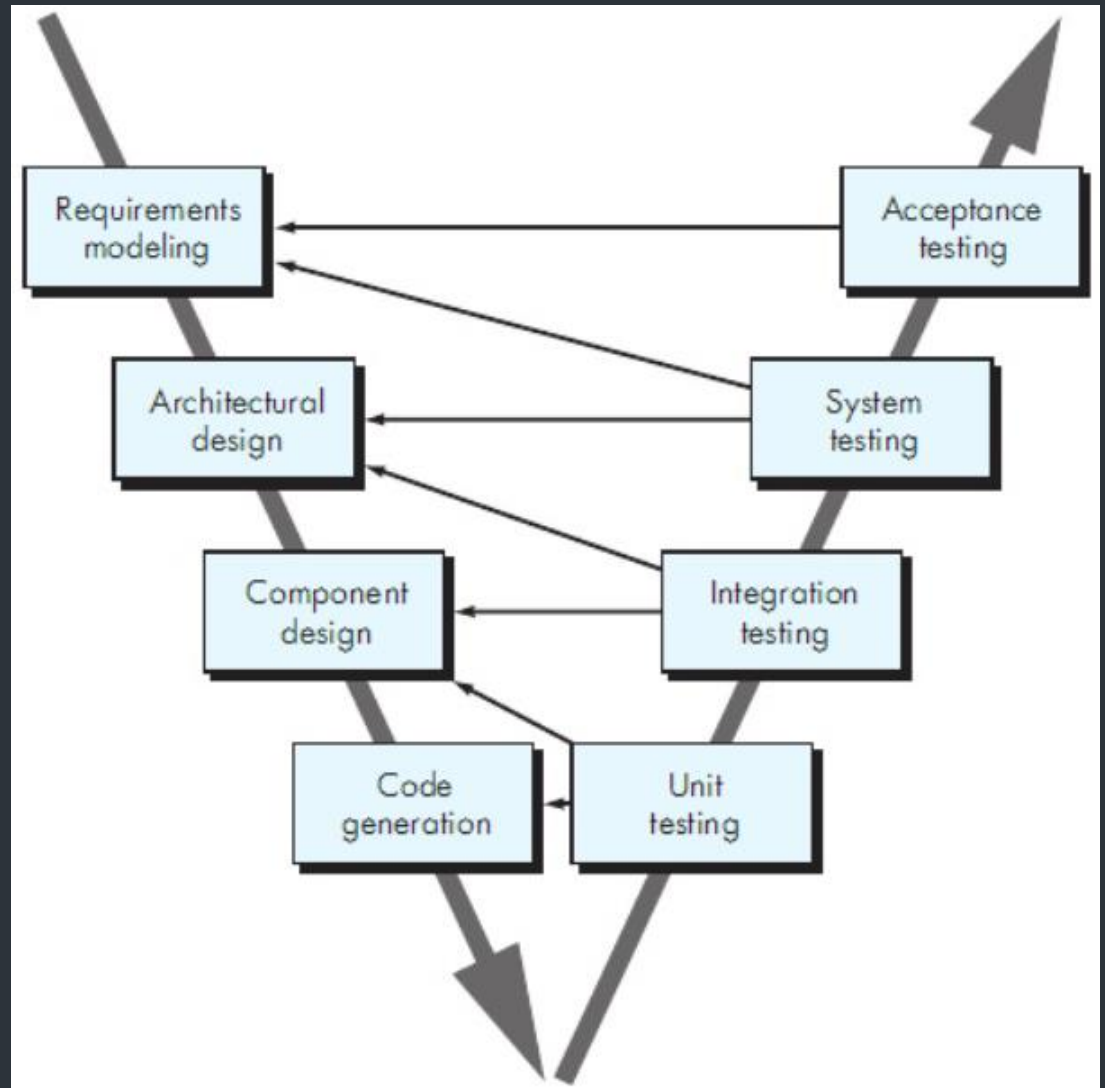 Requirements
modeling
Acceptance
testing
Architectural
design
System
testing
Component
design
Integration
testing
Code
generation
Unit
testing